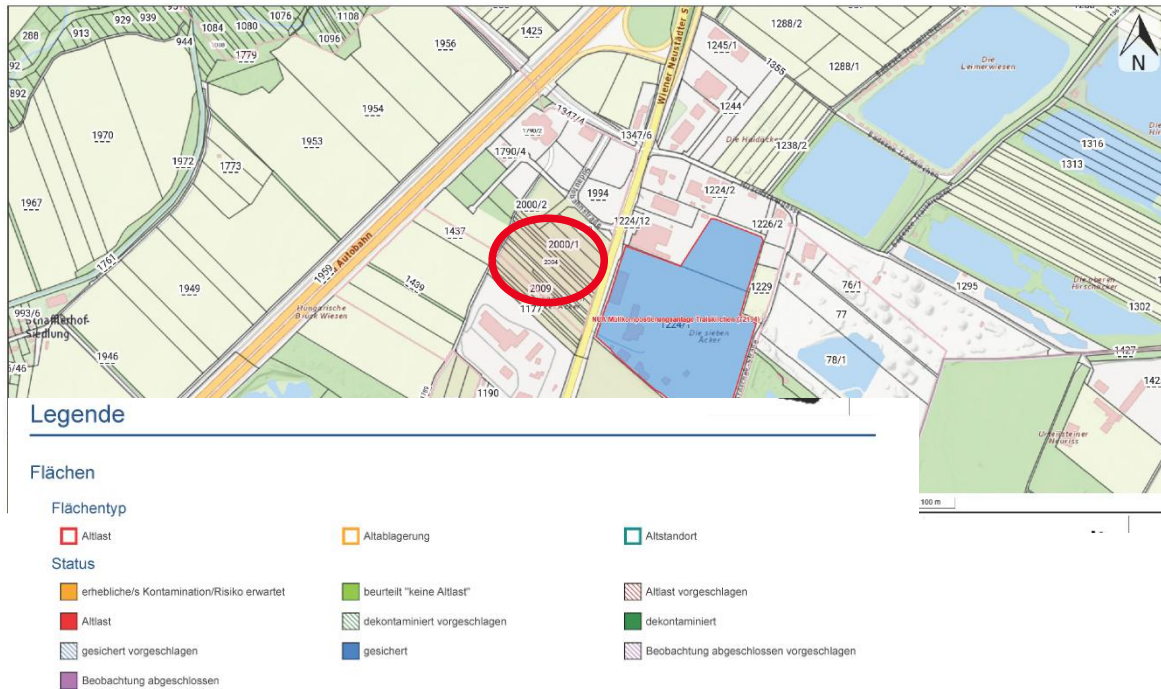 288
913
929
939
944
1084
1080
1076
1108
1096
1779
892
1425
1956
1954
1953
1970
1972
1773
1967
1949
1761
993/6
Siedlung
1946
1959
Autobahn
Hungarische
Bruck Wiesen
1437
1439
1790/4
1347/4
1347/6
2000/2
2000/1
2004
2009
1994
1190
Wiener Neustädter S
1245/1
1355
1244
1288/2
1288/1
Die Haidäcker
1238/2
1224/2
1224/12
1226/2
1229
Die sieben
Äcker
76/1
77
78/1
1295
Die
Leimerwiesen
1316
1313
Die oberen
Hirschäcker
1302
1427
N
100 m
Legende
Flächen
Flächentyp
Altlast
Altablagerung
Altstandort
Status
erhebliche/s Kontamination/Risiko erwartet
beurteilt "keine Altlast"
Altlast vorgeschlagen
Altlast
dekontaminiert vorgeschlagen
dekontaminiert
gesichert vorgeschlagen
gesichert
Beobachtung abgeschlossen vorgeschlagen
Beobachtung abgeschlossen